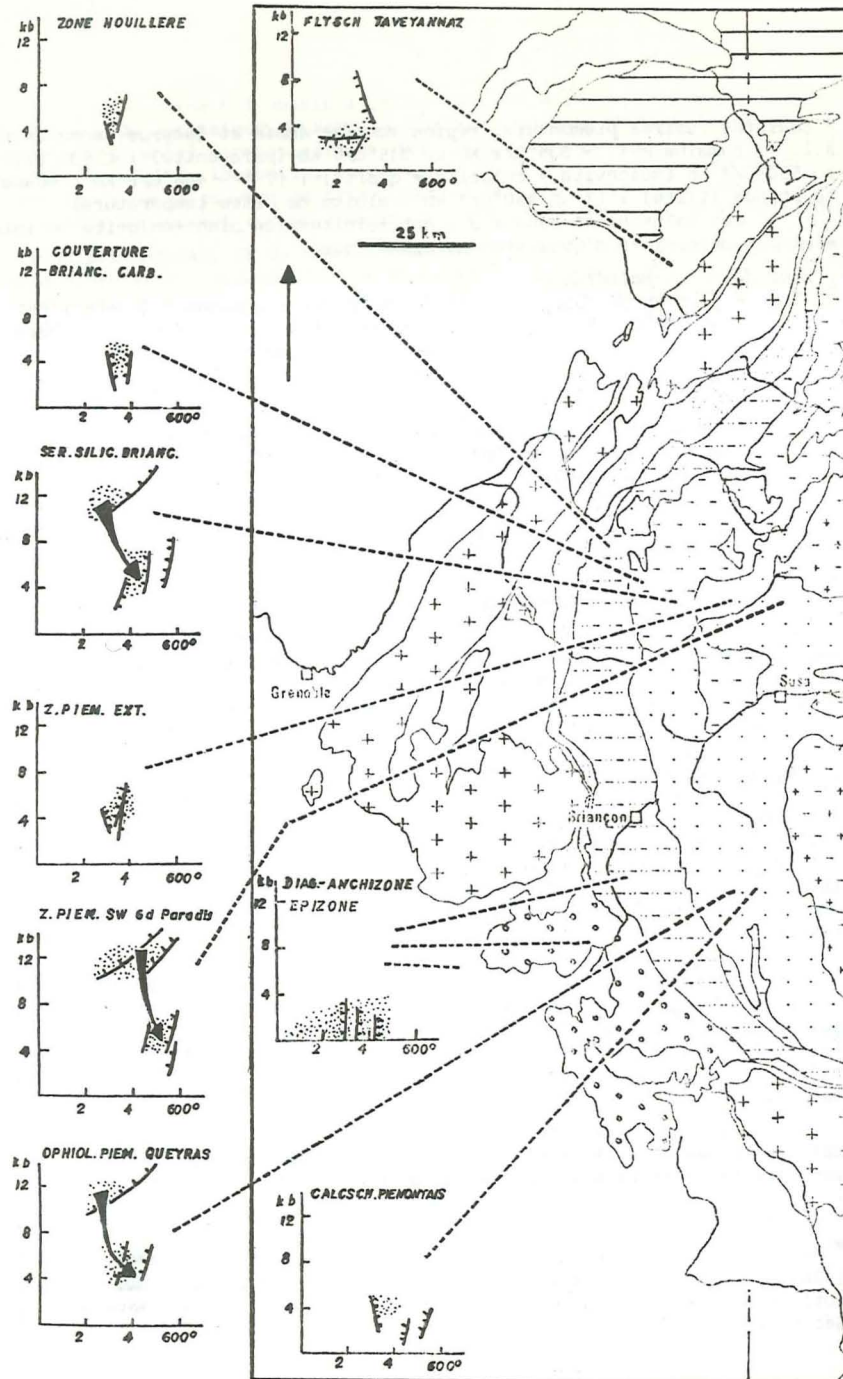 kb ZONE HOUILLERE
12
8
4
2 4 600°
kb GOUVERTURE
BRIANC. CARB.
12
8
4
2 4 600°
SER. SILIC. BRIANC.
kb
12
8
4
2 4 600°
kb Z. PIEM. EXT.
12
8
4
2 4 600°
Z. PIEM. SW Gd Paradis
kb
12
8
4
2 4 600°
OPHIOL. PIEM. QUEYRAS
kb
12
8
4
2 4 600°
kb FLYSCH TAVEYANNAZ
12
8
4
2 4 600°
25 km
Grenoble
Susa
Briançon
kb DIAG.-ANCHIZONE
EPIZONE
12
8
4
2 600°
kb CALCSCH. PIEMONTAIS
12
8
4
2 4 600°